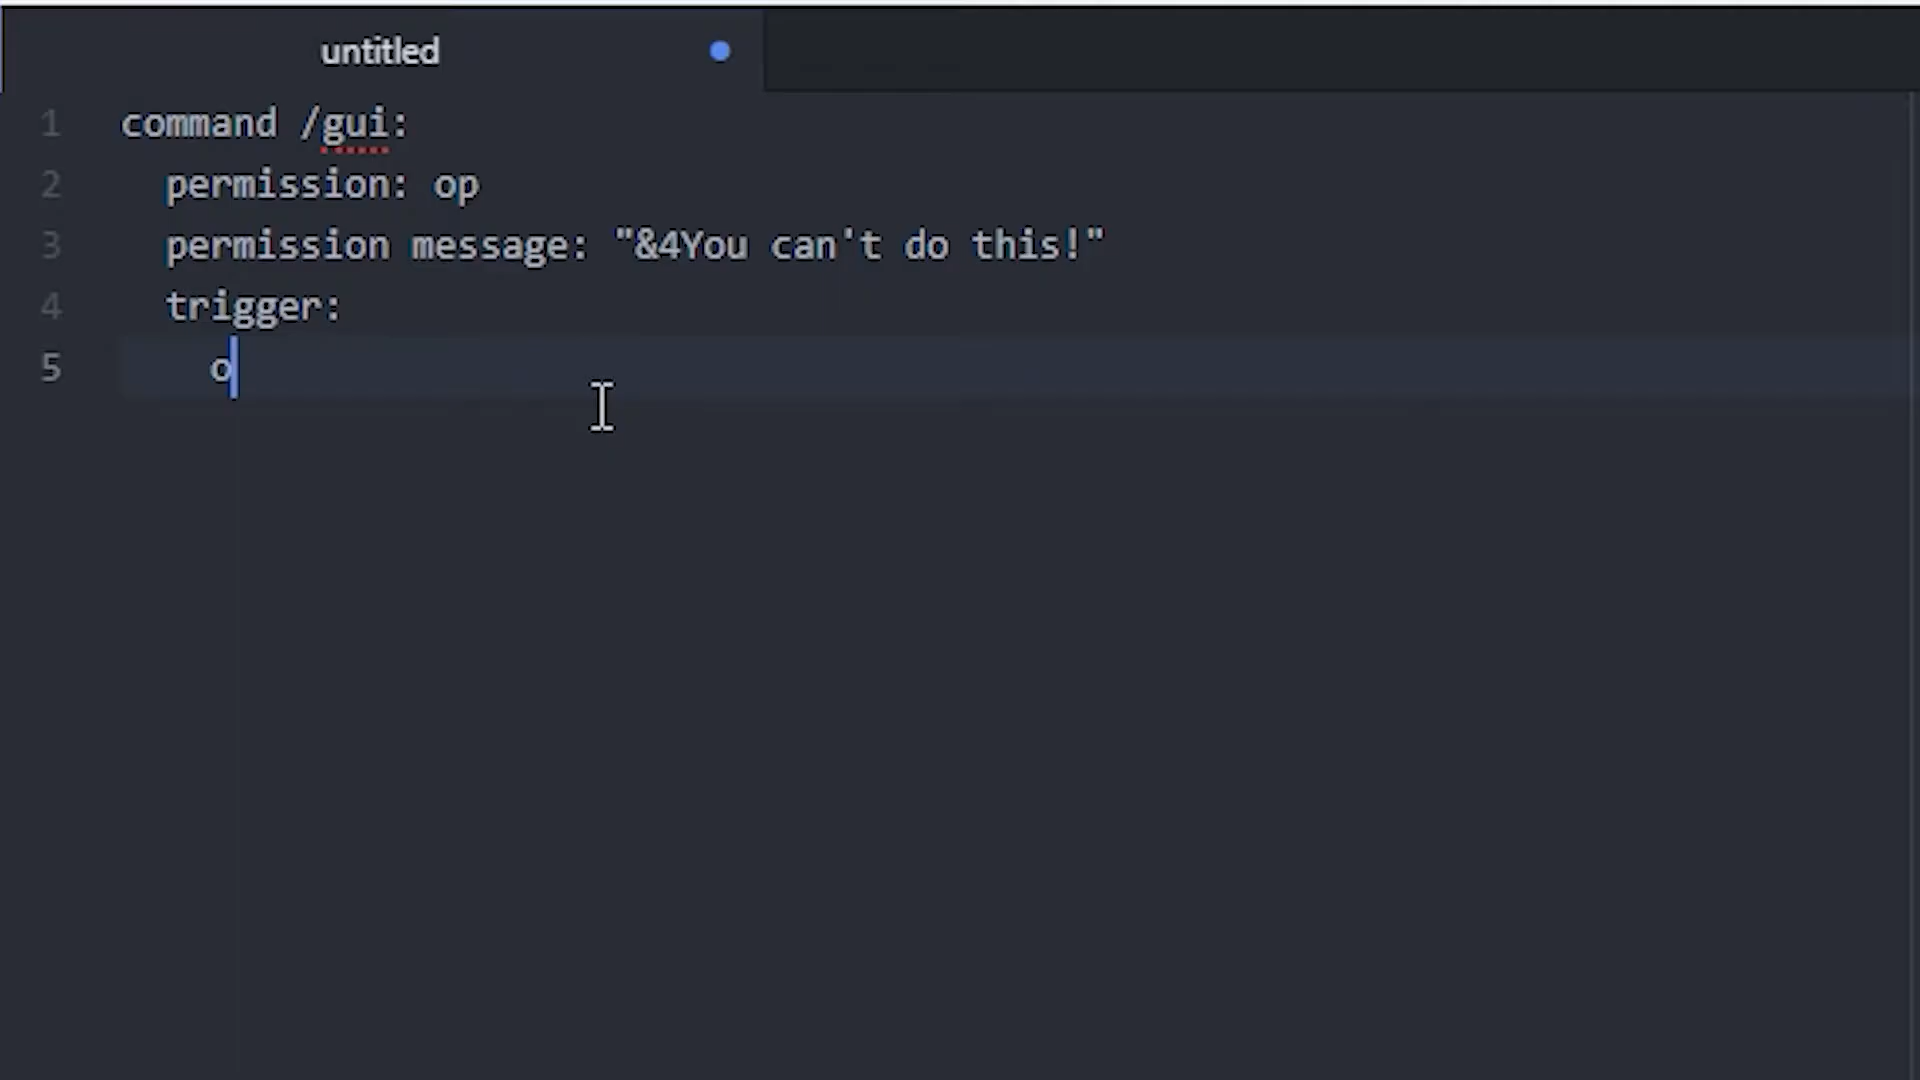 untitled
1 command /gui:
2 permission: op
3 permission message: "&4You can't do this!"
4 trigger:
5 o